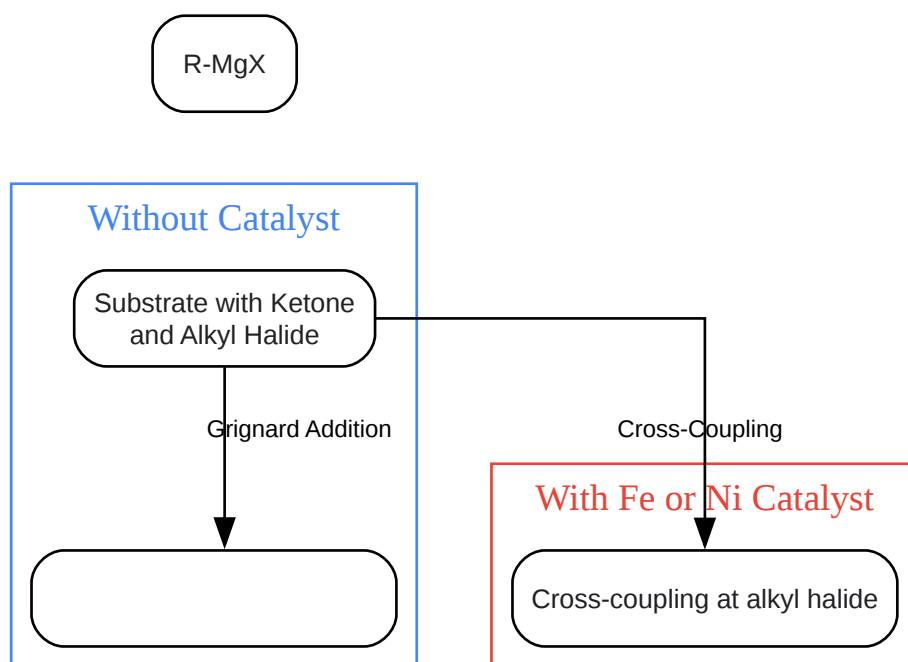 R-MgX
Without Catalyst
Substrate with Ketone
and Alkyl Halide
Grignard Addition
Cross-Coupling
With Fe or Ni Catalyst
Cross-coupling at alkyl halide